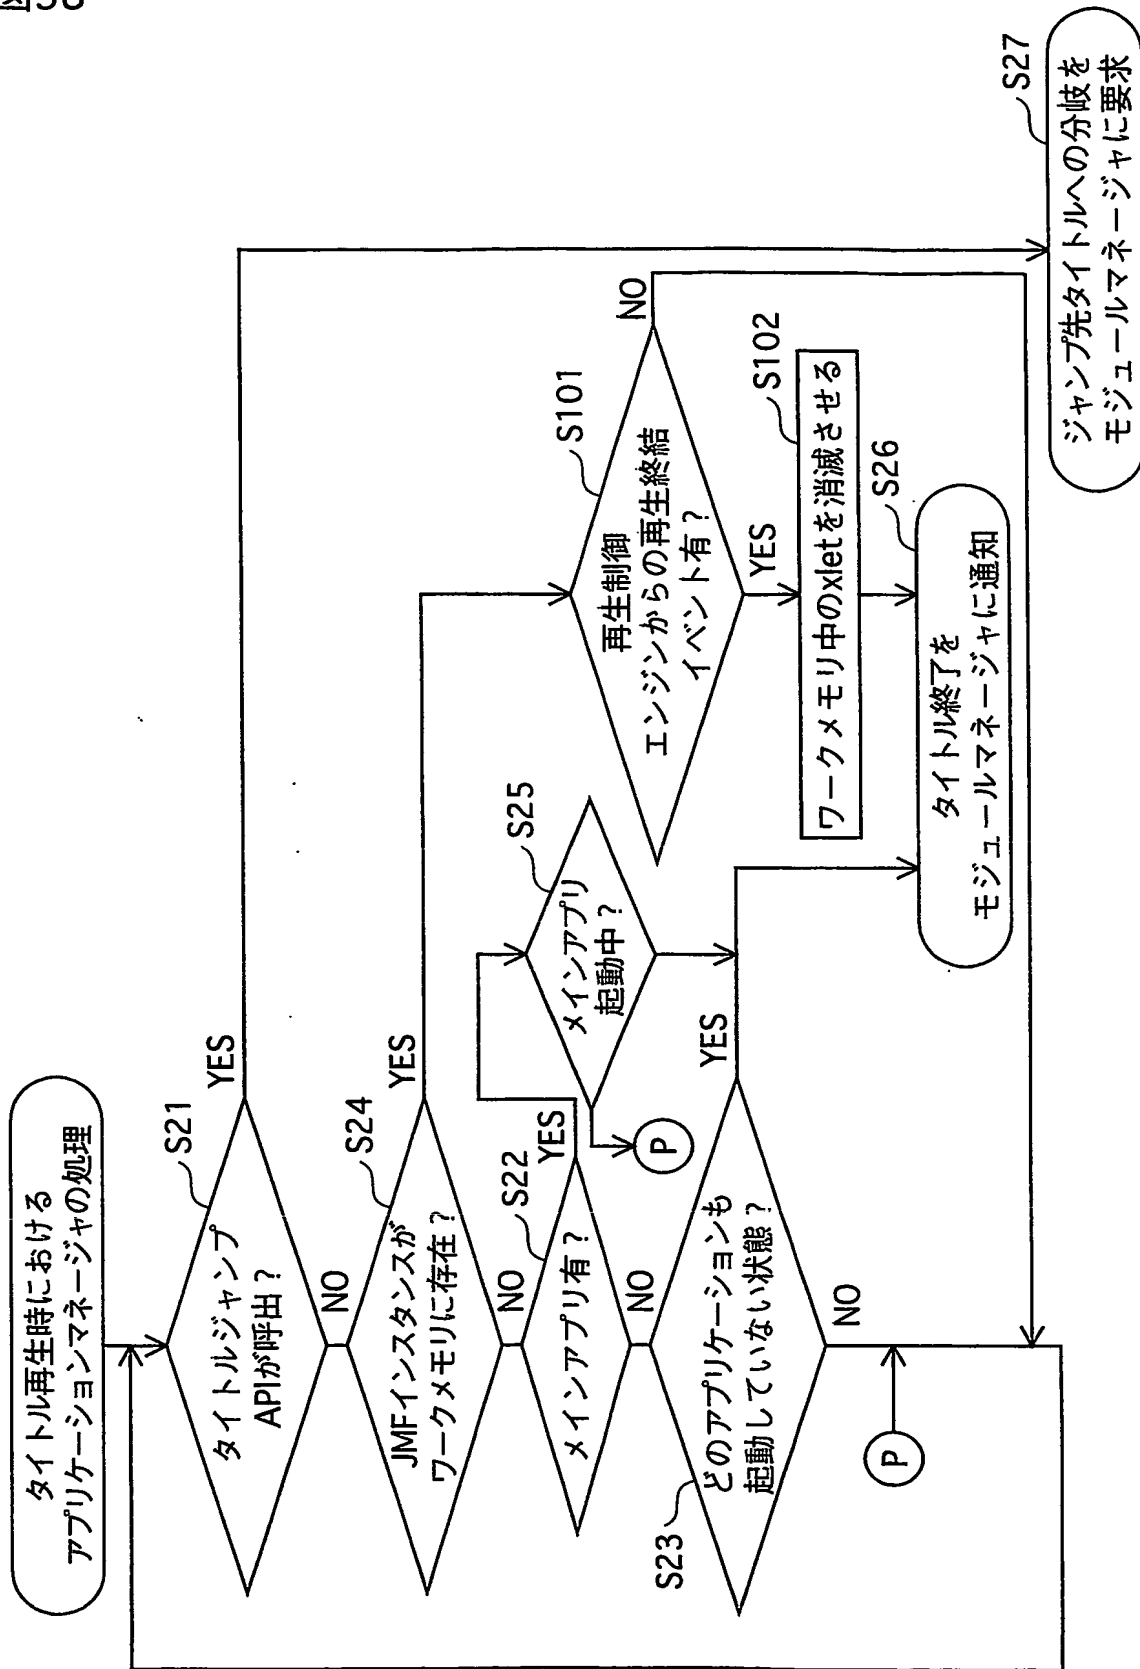 図58
タイトル再生時における
アプリケーションマネージャの処理
S21
タイトルジャンプ
APIが呼出？
YES
NO
S24
JMFインスタンスが
ワークメモリに存在？
YES
NO
S22
メインアプリ有？
YES
NO
S25
メインアプリ
起動中？
P
S23
どのアプリケーションも
起動していない状態？
YES
NO
P
S101
再生制御
エンジンからの再生終結
イベント有？
NO
YES
S102
ワークメモリ中のxletを消滅させる
S26
タイトル終了を
モジュールマネージャに通知
S27
ジャンプ先タイトルへの分岐を
モジュールマネージャに要求